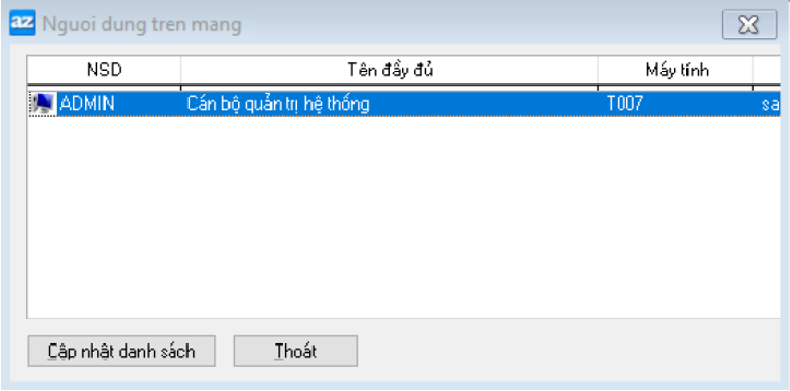 az Nguoi dung tren mang
NSD Tên đầy đủ Máy tính
ADMIN Cán bộ quản trị hệ thống T007 sa
Cập nhật danh sách Thoát